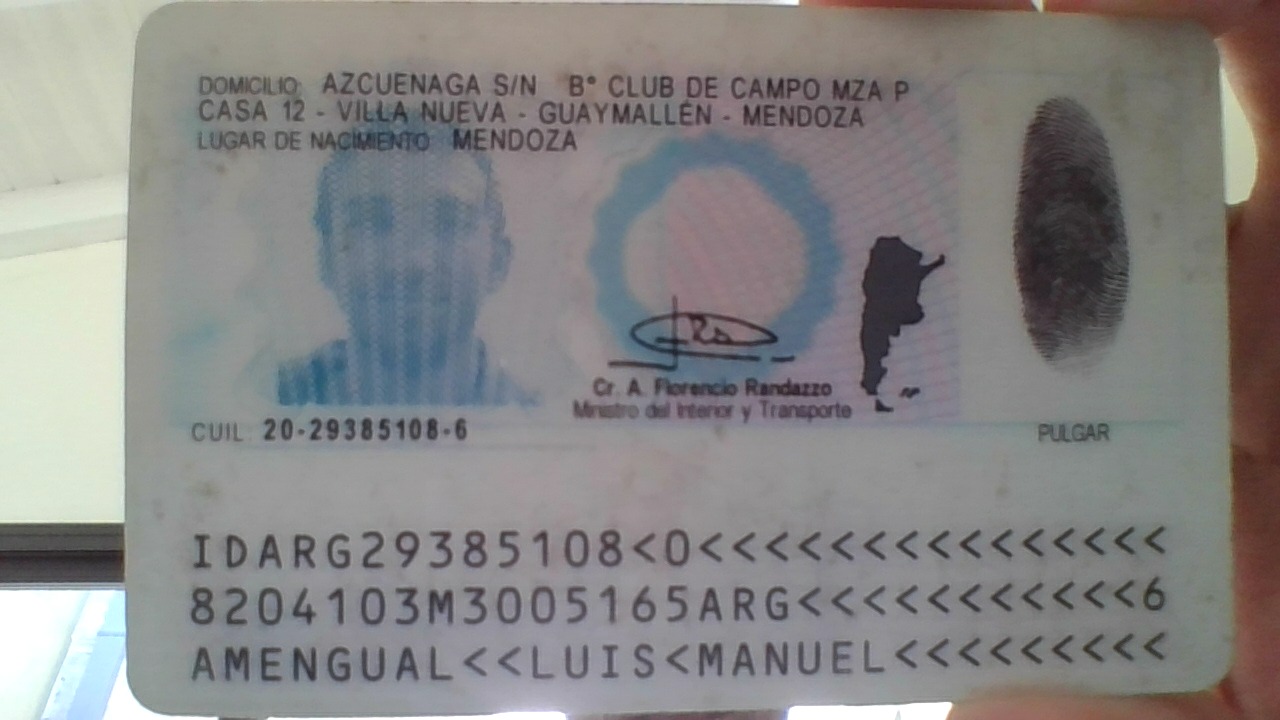 DOMICILIO: AZCUENAGA S/N B° CLUB DE CAMPO MZA P
CASA 12 - VILLA NUEVA - GUAYMALLÉN - MENDOZA
LUGAR DE NACIMIENTO MENDOZA
Cr. A. Florencio Randazzo
Ministro del Interior y Transporte
CUIL: 20-29385108-6
PULGAR
IDARG29385108<0<<<<<<<<<<<<<<<
8204103M3005165ARG<<<<<<<<<<<6
AMENGUAL<<LUIS<MANUEL<<<<<<<<<